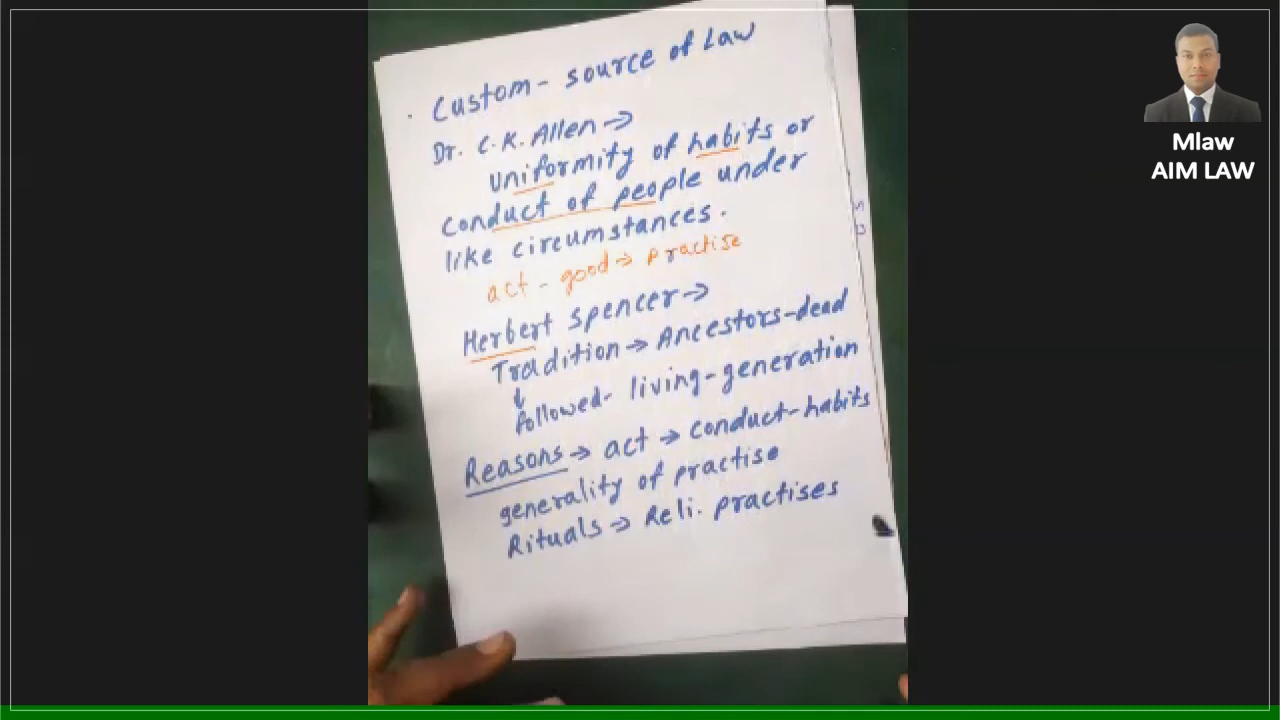 Custom - source of Law
Dr. C.K. Allen →
uniformity of habits or
conduct of people under
like circumstances.
act - good → practise
Herbert Spencer →
Tradition → Ancestors-dead
followed- living-generation
Reasons → act → conduct-habits
generality of practise
Rituals → Reli. practises
Mlaw
AIM LAW